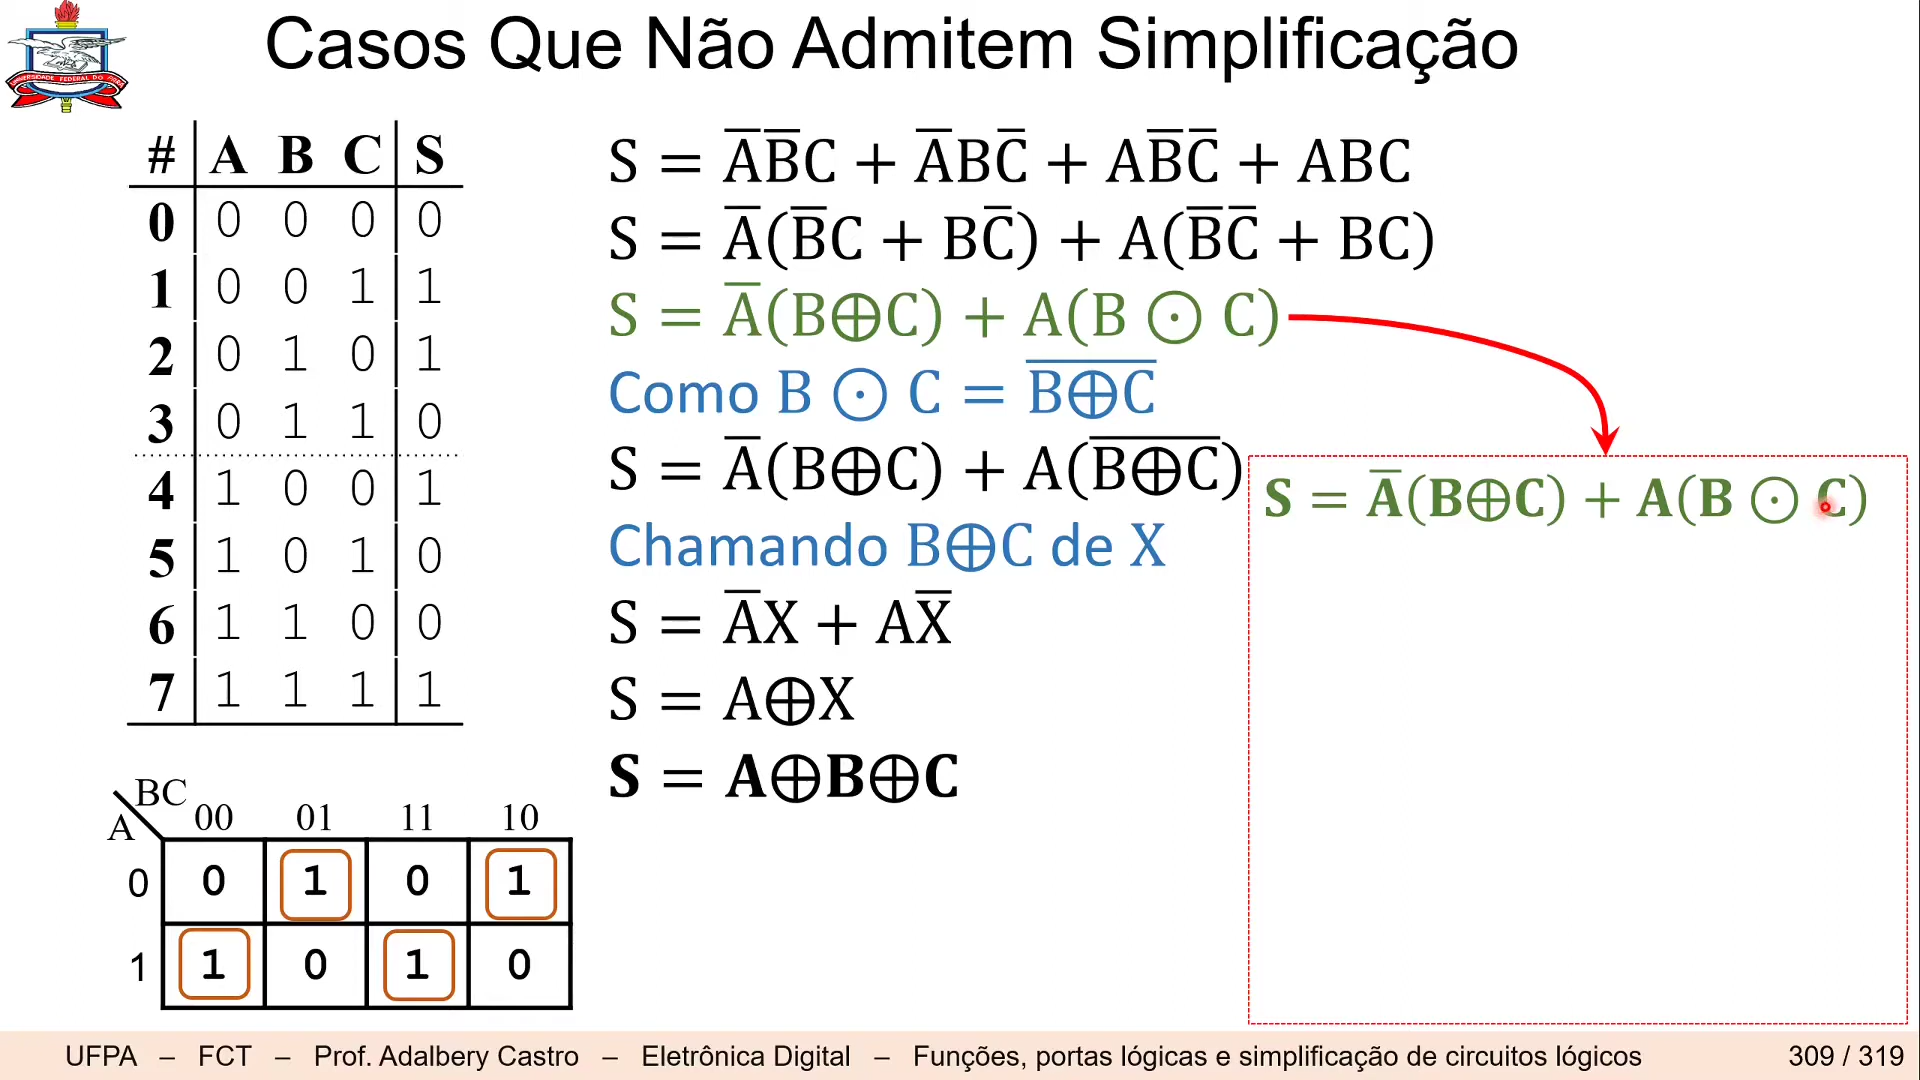 Casos Que Não Admitem Simplificação
UNIVERSIDADE FEDERAL DO PARÁ
# A B C S
0 0 0 0 0
1 0 0 1 1
2 0 1 0 1
3 0 1 1 0
4 1 0 0 1
5 1 0 1 0
6 1 1 0 0
7 1 1 1 1
BC
A 00 01 11 10
0 0 1 0 1
1 1 0 1 0
S = A̅B̅C + A̅BC̅ + AB̅C̅ + ABC
S = A̅(B̅C + BC̅) + A(B̅C̅ + BC)
S = A̅(B⊕C) + A(B ⊙ C)
Como B ⊙ C = B̅⊕̅C̅
S = A̅(B⊕C) + A(B̅⊕̅C̅)
Chamando B⊕C de X
S = A̅X + AX̅
S = A⊕X
S = A⊕B⊕C
S = A̅(B⊕C) + A(B ⊙ C)
UFPA – FCT – Prof. Adalbery Castro – Eletrônica Digital – Funções, portas lógicas e simplificação de circuitos lógicos 309 / 319